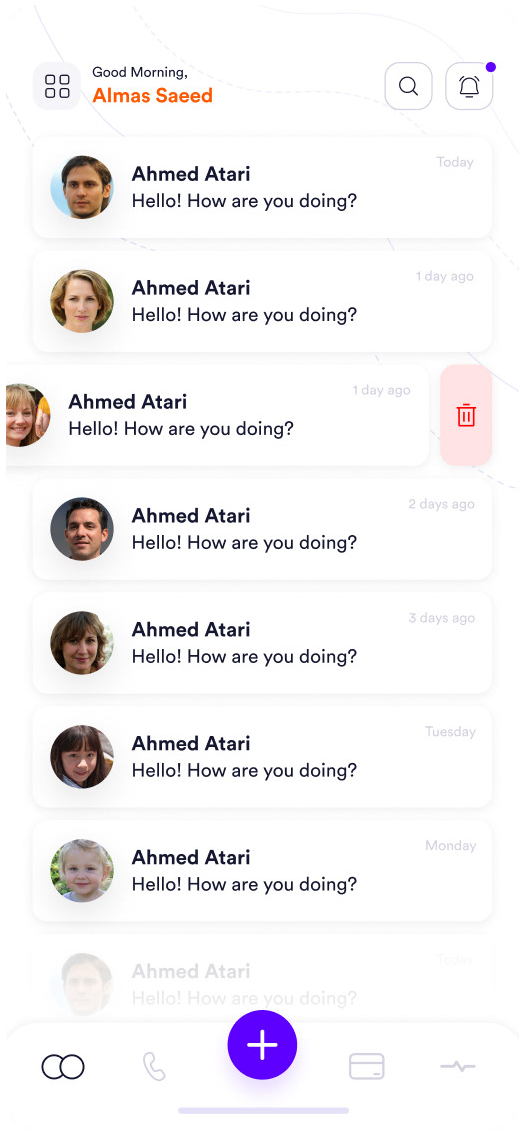 Good Morning,
Almas Saeed
Today
Ahmed Atari
Hello! How are you doing?
1 day ago
Ahmed Atari
Hello! How are you doing?
1 day ago
Ahmed Atari
Hello! How are you doing?
2 days ago
Ahmed Atari
Hello! How are you doing?
3 days ago
Ahmed Atari
Hello! How are you doing?
Tuesday
Ahmed Atari
Hello! How are you doing?
Monday
Ahmed Atari
Hello! How are you doing?
Today
Ahmed Atari
Hello! How are you doing?